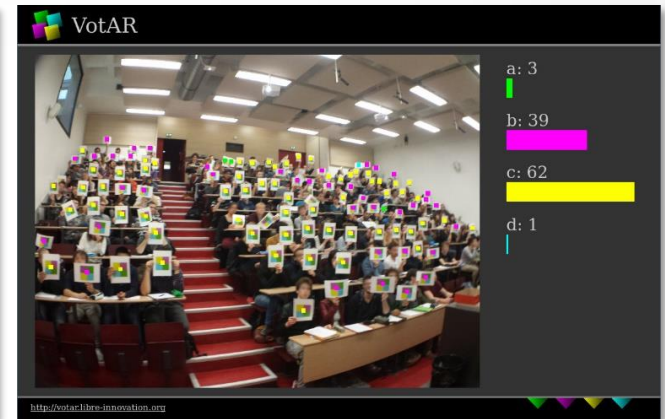 VotAR
a: 3
b: 39
c: 62
d: 1
http://votar.libre-innovation.org